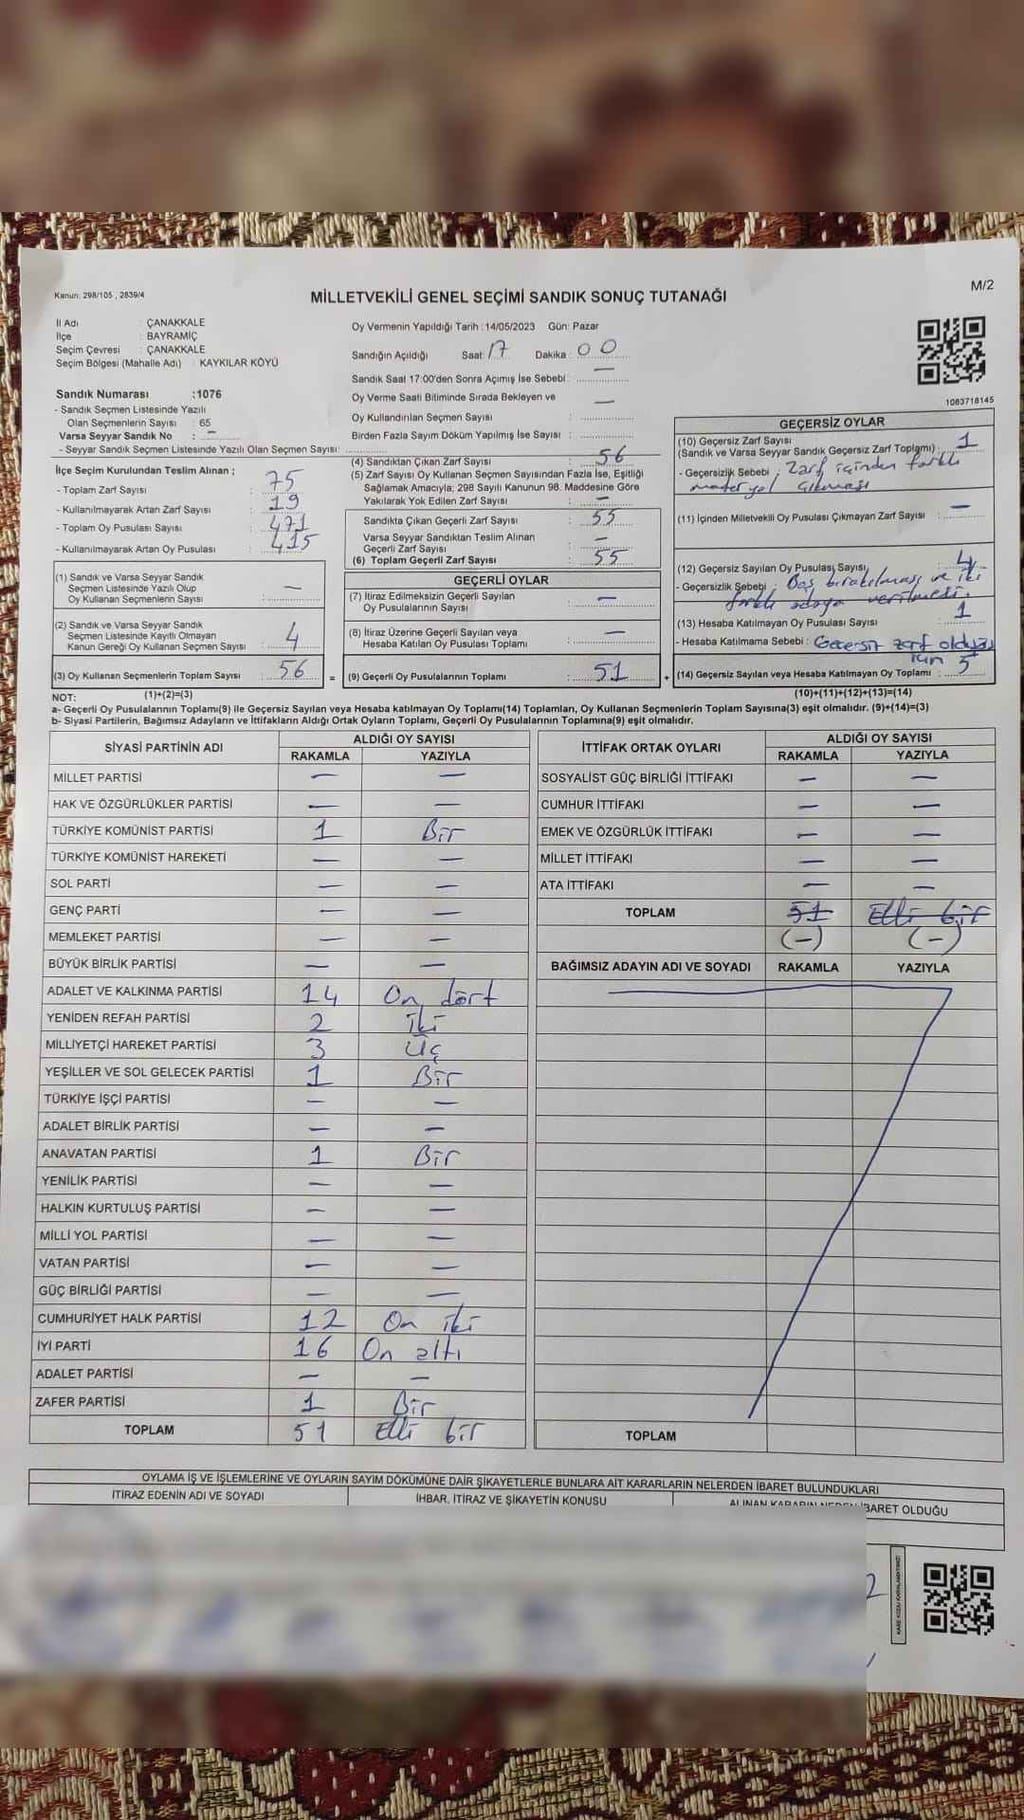 Kanun: 298/105 , 2839/4
MİLLETVEKİLİ GENEL SEÇİMİ SANDIK SONUÇ TUTANAĞI
M/2
İl Adı : ÇANAKKALE
İlçe : BAYRAMİÇ
Seçim Çevresi : ÇANAKKALE
Seçim Bölgesi (Mahalle Adı) : KAYKILAR KÖYÜ
Sandık Numarası :1076
- Sandık Seçmen Listesinde Yazılı
Olan Seçmenlerin Sayısı : 65
Varsa Seyyar Sandık No : —
- Seyyar Sandık Seçmen Listesinde Yazılı Olan Seçmen Sayısı:
Oy Vermenin Yapıldığı Tarih :14/05/2023 Gün: Pazar
Sandığın Açıldığı Saat: 17 Dakika : 00
Sandık Saat 17:00'den Sonra Açımış İse Sebebi : —
Oy Verme Saati Bitiminde Sırada Bekleyen ve
Oy Kullandırılan Seçmen Sayısı : —
Birden Fazla Sayım Döküm Yapılmış İse Sayısı :
1083718145
İlçe Seçim Kurulundan Teslim Alınan ;
- Toplam Zarf Sayısı : 75
- Kullanılmayarak Artan Zarf Sayısı : 19
- Toplam Oy Pusulası Sayısı : 471
- Kullanılmayarak Artan Oy Pusulası : 415
(1) Sandık ve Varsa Seyyar Sandık
Seçmen Listesinde Yazılı Olup
Oy Kullanan Seçmenlerin Sayısı : —
(2) Sandık ve Varsa Seyyar Sandık
Seçmen Listesinde Kayıtlı Olmayan
Kanun Gereği Oy Kullanan Seçmen Sayısı : 4
(3) Oy Kullanan Seçmenlerin Toplam Sayısı : 56
(4) Sandıktan Çıkan Zarf Sayısı : 56
(5) Zarf Sayısı Oy Kullanan Seçmen Sayısından Fazla İse, Eşitliği
Sağlamak Amacıyla; 298 Sayılı Kanunun 98. Maddesine Göre
Yakılarak Yok Edilen Zarf Sayısı : —
Sandıkta Çıkan Geçerli Zarf Sayısı : 55
Varsa Seyyar Sandıktan Teslim Alınan
Geçerli Zarf Sayısı : —
(6) Toplam Geçerli Zarf Sayısı : 55
GEÇERLİ OYLAR
(7) İtiraz Edilmeksizin Geçerli Sayılan
Oy Pusulalarının Sayısı : —
(8) İtiraz Üzerine Geçerli Sayılan veya
Hesaba Katılan Oy Pusulaları Toplamı : —
= (9) Geçerli Oy Pusulalarının Toplamı : 51 +
GEÇERSİZ OYLAR
(10) Geçersiz Zarf Sayısı
(Sandık ve Varsa Seyyar Sandık Geçersiz Zarf Toplamı) : 1
- Geçersizlik Sebebi : Zarf içinden farklı
materyal çıkması
(11) İçinden Milletvekili Oy Pusulası Çıkmayan Zarf Sayısı : —
(12) Geçersiz Sayılan Oy Pusulası Sayısı : 4
- Geçersizlik Sebebi : Boş bırakılması ve iki
farklı adaya verilmesi.
(13) Hesaba Katılmayan Oy Pusulası Sayısı : 1
- Hesaba Katılmama Sebebi : Geçersiz zarf olduğu
için
(14) Geçersiz Sayılan veya Hesaba Katılmayan Oy Toplamı : 5
NOT: (1)+(2)=(3) (10)+(11)+(12)+(13)=(14)
a- Geçerli Oy Pusulalarının Toplamı(9) ile Geçersiz Sayılan veya Hesaba katılmayan Oy Toplamı(14) Toplamları, Oy Kullanan Seçmenlerin Toplam Sayısına(3) eşit olmalıdır. (9)+(14)=(3)
b- Siyasi Partilerin, Bağımsız Adayların ve İttifakların Aldığı Ortak Oyların Toplamı, Geçerli Oy Pusulalarının Toplamına(9) eşit olmalıdır.
SİYASİ PARTİNİN ADI ALDIĞI OY SAYISI
RAKAMLA YAZIYLA
MİLLET PARTİSİ — —
HAK VE ÖZGÜRLÜKLER PARTİSİ — —
TÜRKİYE KOMÜNİST PARTİSİ 1 Bir
TÜRKİYE KOMÜNİST HAREKETİ — —
SOL PARTİ — —
GENÇ PARTİ — —
MEMLEKET PARTİSİ — —
BÜYÜK BİRLİK PARTİSİ — —
ADALET VE KALKINMA PARTİSİ 14 On dört
YENİDEN REFAH PARTİSİ 2 İki
MİLLİYETÇİ HAREKET PARTİSİ 3 Üç
YEŞİLLER VE SOL GELECEK PARTİSİ 1 Bir
TÜRKİYE İŞÇİ PARTİSİ — —
ADALET BİRLİK PARTİSİ — —
ANAVATAN PARTİSİ 1 Bir
YENİLİK PARTİSİ — —
HALKIN KURTULUŞ PARTİSİ — —
MİLLİ YOL PARTİSİ — —
VATAN PARTİSİ — —
GÜÇ BİRLİĞİ PARTİSİ — —
CUMHURİYET HALK PARTİSİ 12 On iki
İYİ PARTİ 16 On altı
ADALET PARTİSİ — —
ZAFER PARTİSİ 1 Bir
TOPLAM 51 Elli bir
İTTİFAK ORTAK OYLARI ALDIĞI OY SAYISI
RAKAMLA YAZIYLA
SOSYALİST GÜÇ BİRLİĞİ İTTİFAKI — —
CUMHUR İTTİFAKI — —
EMEK VE ÖZGÜRLÜK İTTİFAKI — —
MİLLET İTTİFAKI — —
ATA İTTİFAKI — —
TOPLAM 51 Elli bir
(-) (-)
BAĞIMSIZ ADAYIN ADI VE SOYADI RAKAMLA YAZIYLA
TOPLAM
OYLAMA İŞ VE İŞLEMLERİNE VE OYLARIN SAYIM DÖKÜMÜNE DAİR ŞİKAYETLERLE BUNLARA AİT KARARLARIN NELERDEN İBARET BULUNDUKLARI
İTİRAZ EDENİN ADI VE SOYADI İHBAR, İTİRAZ VE ŞİKAYETİN KONUSU ALINAN KARARIN NEDEN İBARET OLDUĞU